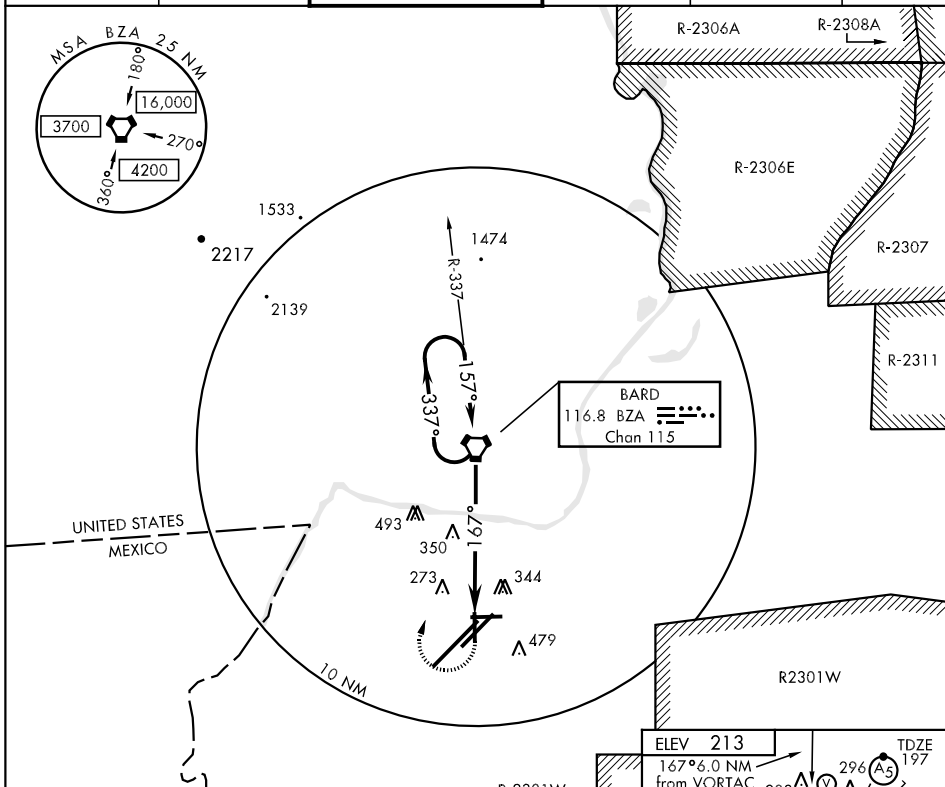 MSA BZA 25 NM
180°
16,000
3700
270°
4200
360°
R-2306A
R-2308A
R-2306E
R-2307
R-2311
1533
2217
2139
1474
R-337
157°
337°
BARD
116.8 BZA
Chan 115
UNITED STATES
MEXICO
493
350
167°
273
344
479
10 NM
R2301W
ELEV 213
TDZE
197
167° 6.0 NM
from VORTAC
296
A5
V